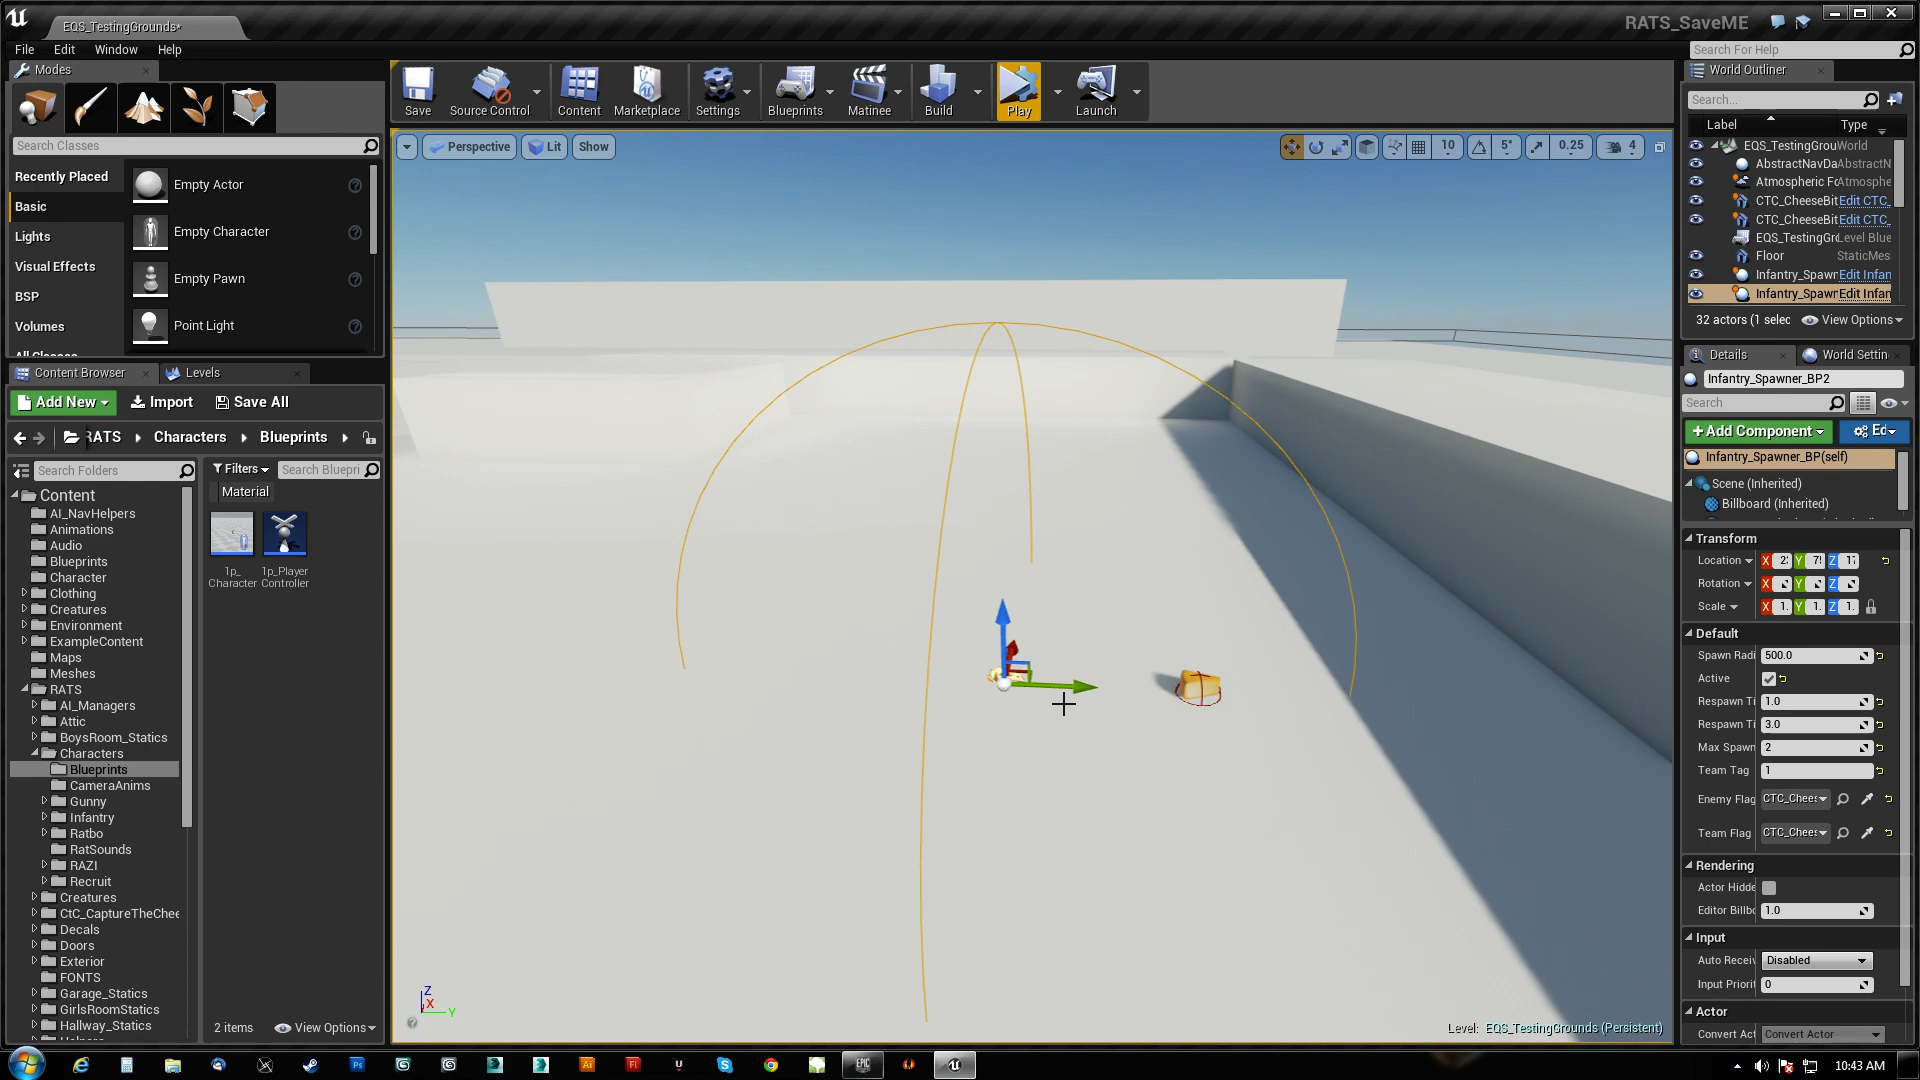 EQS_TestingGrounds*
RATS_SaveME
File Edit Window Help
Search For Help
Modes
World Outliner
Save
Source Control
Content
Marketplace
Settings
Blueprints
Matinee
Build
Play
Launch
Search...
Label
Type
Search Classes
Perspective
Lit
Show
10
5°
0.25
4
Recently Placed
Basic
Lights
Visual Effects
BSP
Volumes
All Classes
Empty Actor
Empty Character
Empty Pawn
Point Light
EQS_TestingGrou World
AbstractNavDa AbstractN
Atmospheric Fo Atmosphe
CTC_CheeseBit Edit CTC_
CTC_CheeseBit Edit CTC_
EQS_TestingGro Level Blue
Floor StaticMes
Infantry_Spawn Edit Infan
Infantry_Spawn Edit Infan
32 actors (1 selec
View Options
Content Browser
Levels
Add New
Import
Save All
RATS
Characters
Blueprints
Search Folders
Filters
Search Bluepri
Material
Content
AI_NavHelpers
Animations
Audio
Blueprints
Character
Clothing
Creatures
Environment
ExampleContent
Maps
Meshes
RATS
AI_Managers
Attic
BoysRoom_Statics
Characters
Blueprints
CameraAnims
Gunny
Infantry
Ratbo
RatSounds
RAZI
Recruit
Creatures
CtC_CaptureTheChee
Decals
Doors
Exterior
FONTS
Garage_Statics
GirlsRoomStatics
Hallway_Statics
1p_
Character
1p_Player
Controller
2 items
View Options
Z
X
Y
Level: EQS_TestingGrounds (Persistent)
Details
World Settin
Infantry_Spawner_BP2
Search
+Add Component
Infantry_Spawner_BP(self)
Scene (Inherited)
Billboard (Inherited)
Transform
Location X Y Z
Rotation X Y Z
Scale X 1. Y 1. Z 1.
Default
Spawn Radi 500.0
Active
Respawn Ti 1.0
Respawn Ti 3.0
Max Spawn 2
Team Tag 1
Enemy Flag CTC_Chees
Team Flag CTC_Chees
Rendering
Actor Hidde
Editor Billbo 1.0
Input
Auto Receiv Disabled
Input Priorit 0
Actor
Convert Act Convert Actor
10:43 AM